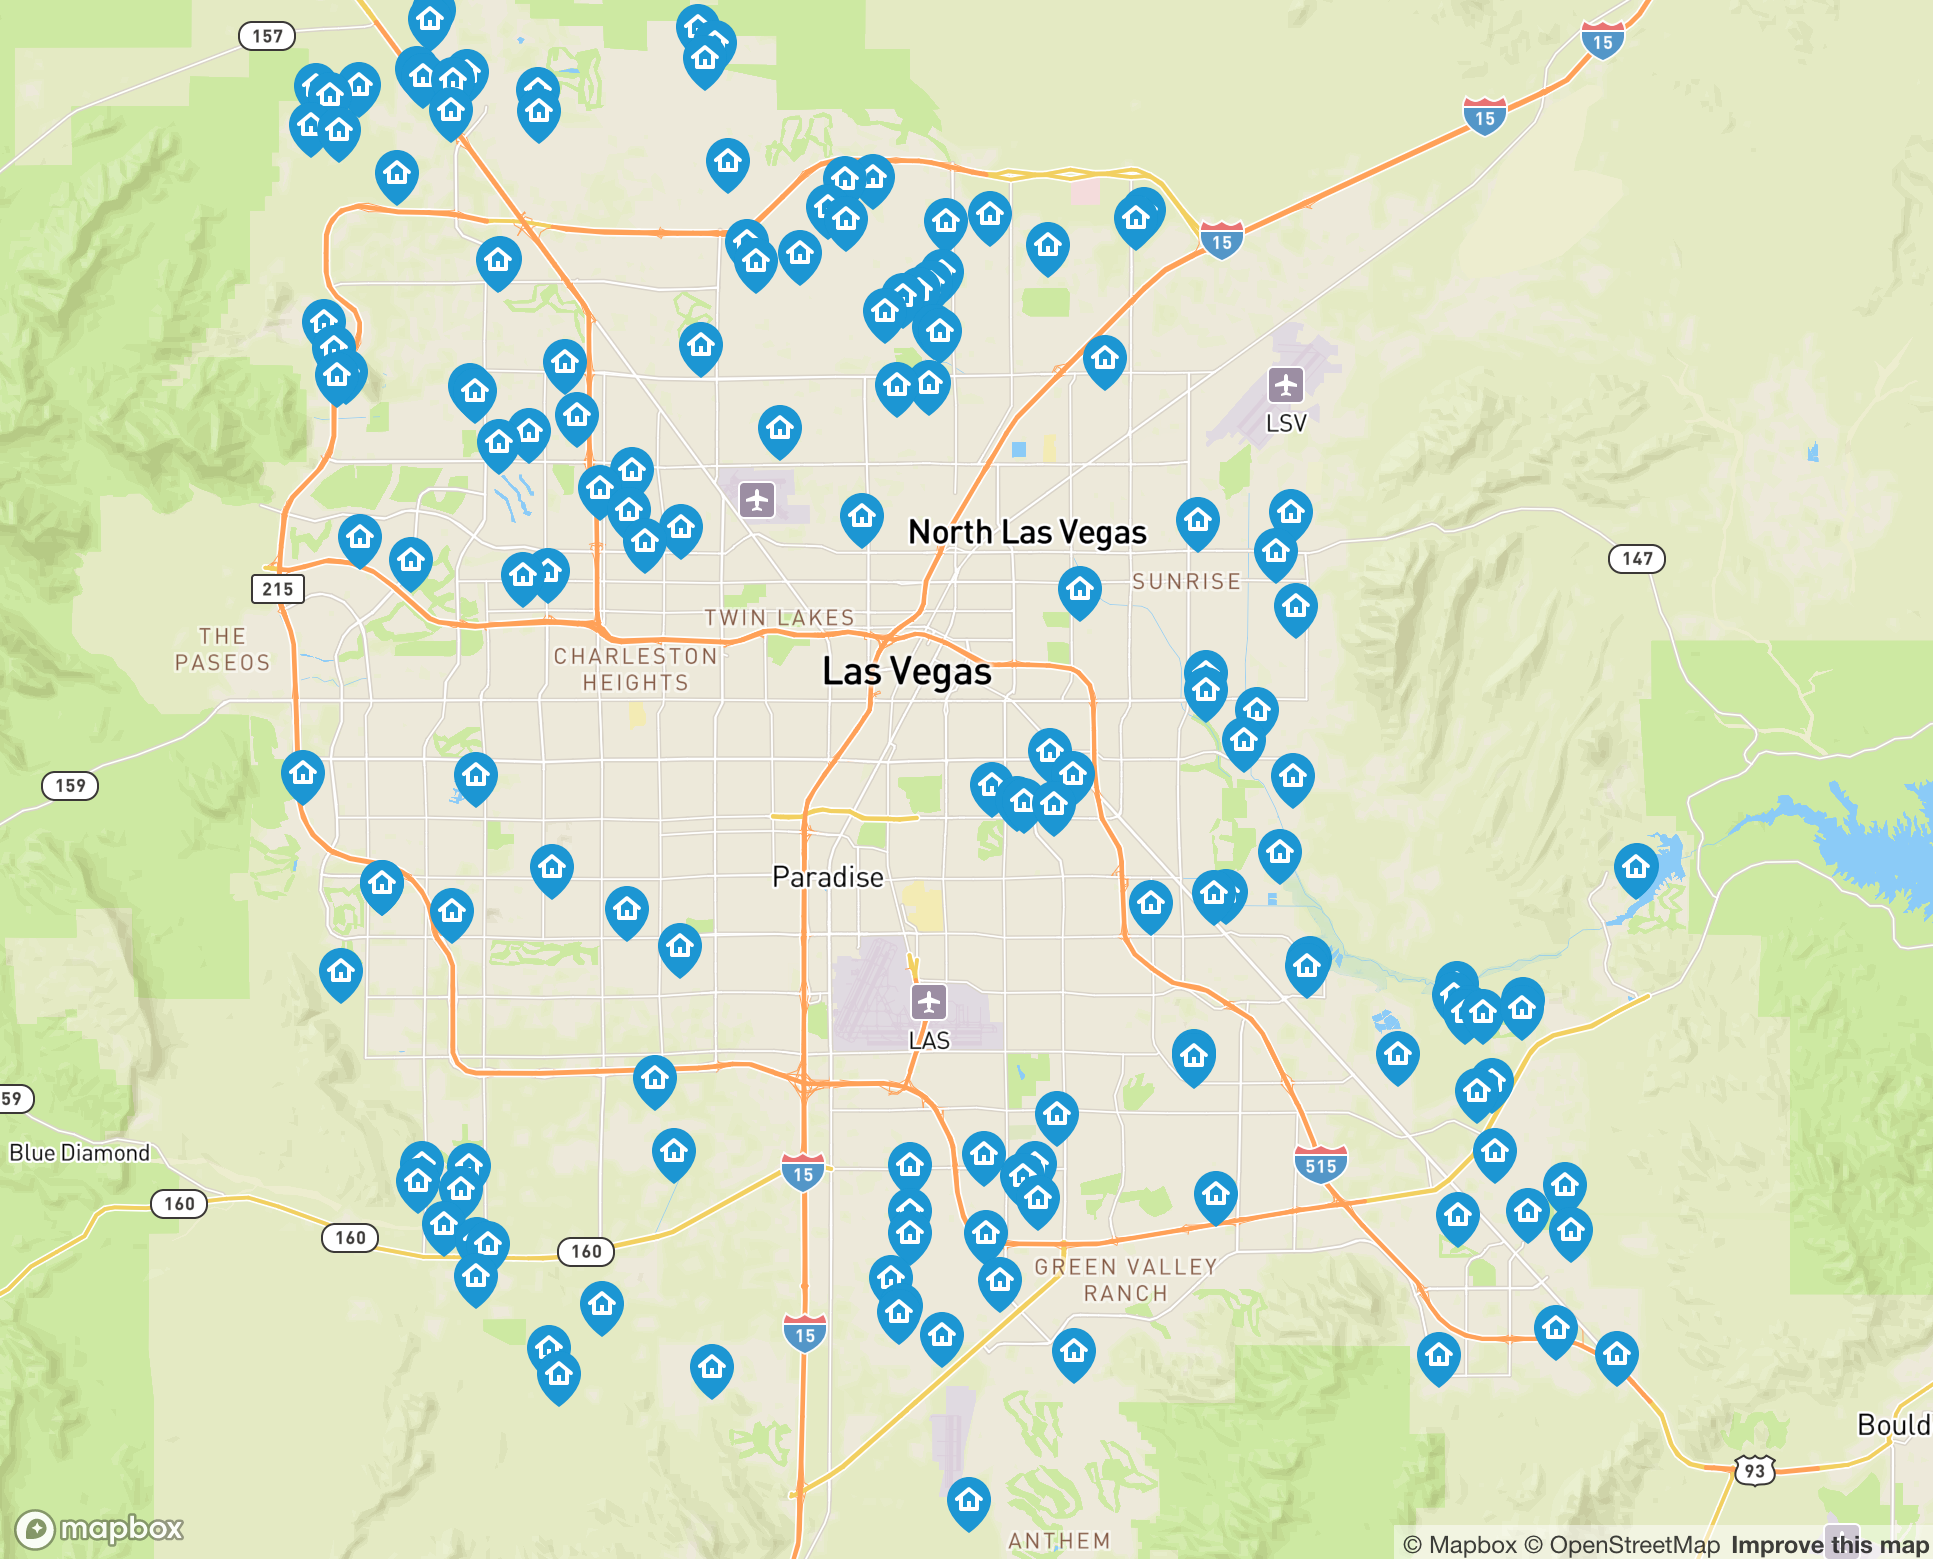 157
15
15
15
LSV
North Las Vegas
147
SUNRISE
215
TWIN LAKES
THE
PASEOS
CHARLESTON
HEIGHTS
Las Vegas
159
Paradise
LAS
59
Blue Diamond
15
515
160
160
160
GREEN VALLEY
RANCH
15
Bould
93
mapbox
ANTHEM
© Mapbox © OpenStreetMap Improve this map